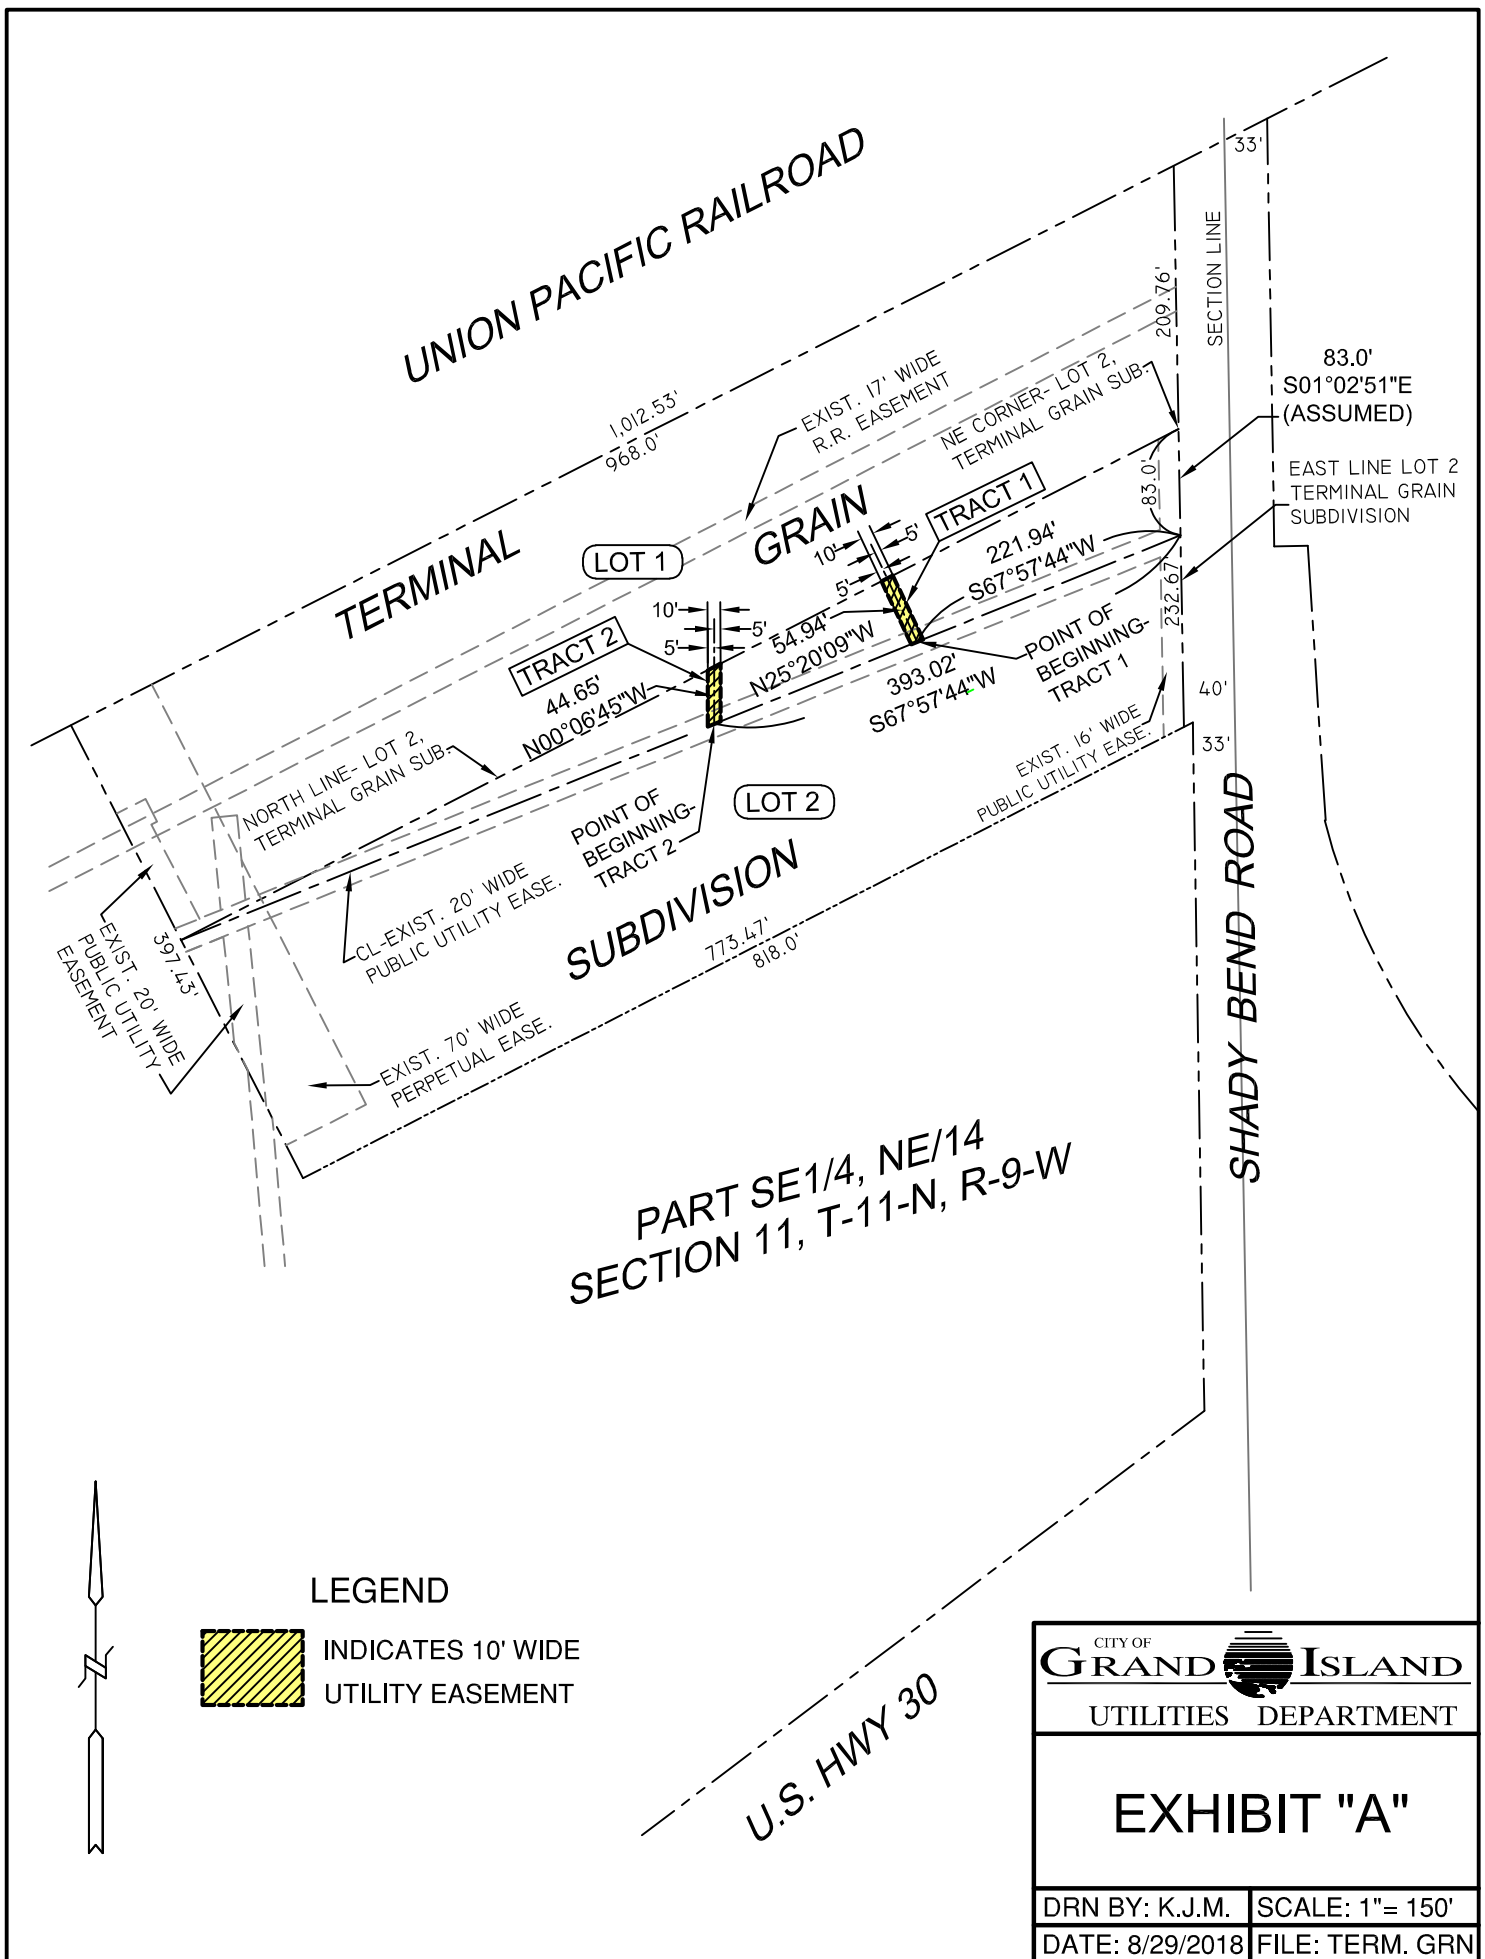 UNION PACIFIC RAILROAD
33'
SECTION LINE
209.76'
83.0'
S01°02'51"E
(ASSUMED)
1,012.53'
968.0'
EXIST. 17' WIDE
R.R. EASEMENT
NE CORNER- LOT 2,
TERMINAL GRAIN SUB.
EAST LINE LOT 2
TERMINAL GRAIN
SUBDIVISION
83.0'
TERMINAL
GRAIN
LOT 1
TRACT 1
10'
5'
5'
221.94'
S67°57'44"W
232.67'
10'
5'
5'
TRACT 2
54.94'
N25°20'09"W
44.65'
N00°06'45"W
393.02'
S67°57'44"W
POINT OF
BEGINNING-
TRACT 1
40'
33'
EXIST. 16' WIDE
PUBLIC UTILITY EASE.
NORTH LINE- LOT 2,
TERMINAL GRAIN SUB.
POINT OF
BEGINNING-
TRACT 2
LOT 2
SUBDIVISION
CL-EXIST. 20' WIDE
PUBLIC UTILITY EASE.
773.47'
818.0'
EXIST. 20' WIDE
PUBLIC UTILITY
EASEMENT
397.43'
EXIST. 70' WIDE
PERPETUAL EASE.
SHADY BEND ROAD
PART SE1/4, NE/14
SECTION 11, T-11-N, R-9-W
U.S. HWY 30
LEGEND
INDICATES 10' WIDE
UTILITY EASEMENT
CITY OF
GRAND ISLAND
UTILITIES DEPARTMENT
EXHIBIT "A"
DRN BY: K.J.M.
SCALE: 1"= 150'
DATE: 8/29/2018
FILE: TERM. GRN